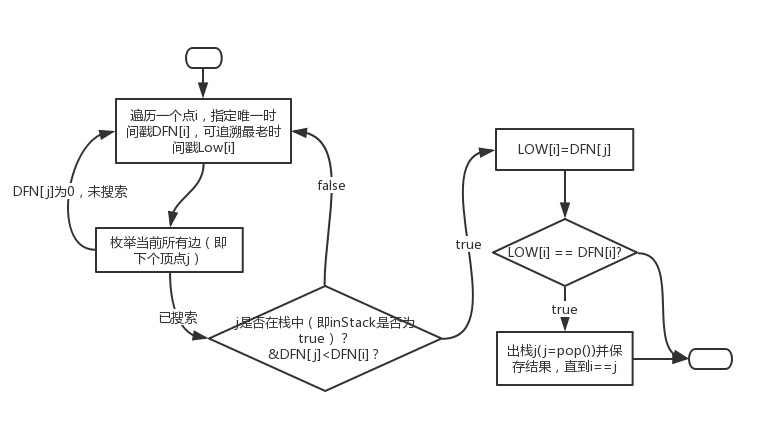 遍历一个点i，指定唯一时
间戳DFN[i]，可追溯最老时
间戳Low[i]
DFN[j]为0，未搜索
枚举当前所有边（即
下个顶点j）
已搜索
j是否在栈中（即inStack是否为
true）？
&DFN[j]<DFN[i]？
false
true
LOW[i]=DFN[j]
LOW[i] == DFN[i]?
true
出栈j(j=pop())并保
存结果，直到i==j